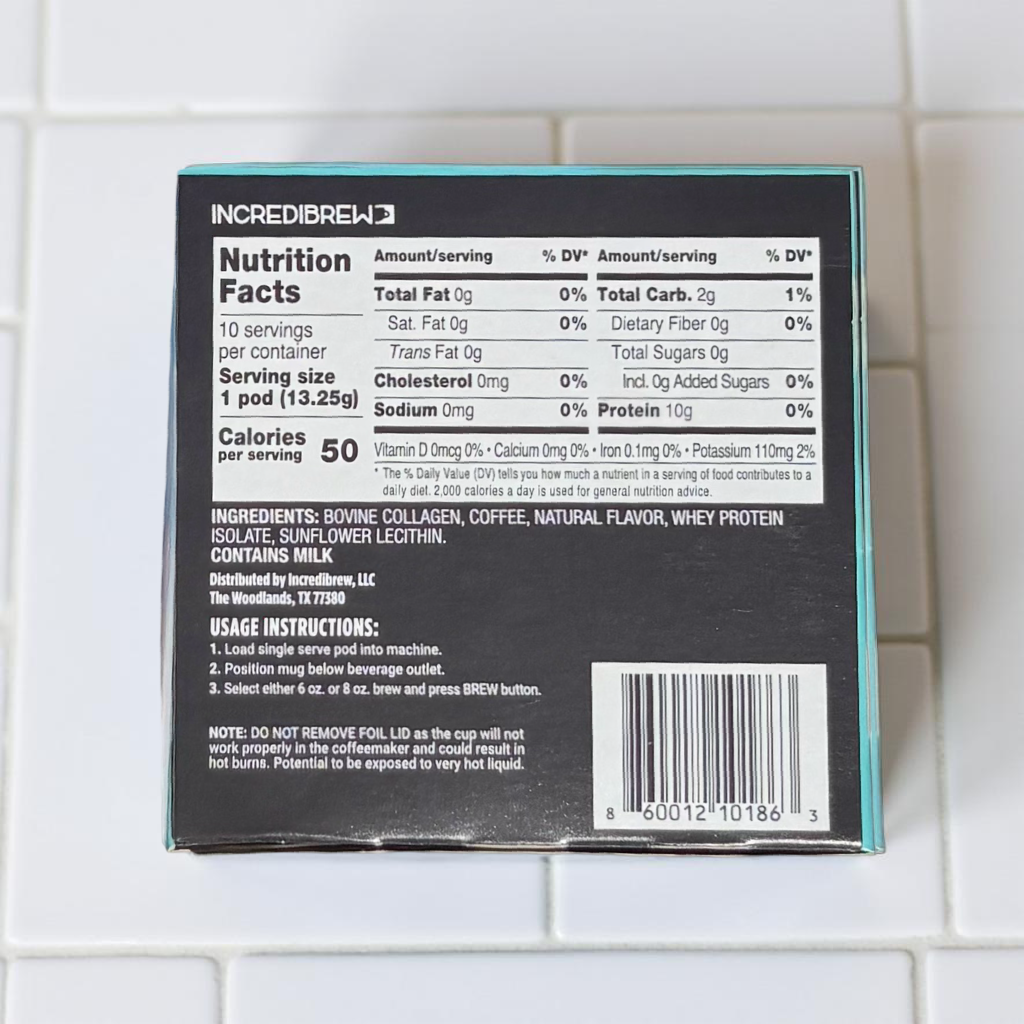 INCREDIBREW
Nutrition
Facts
10 servings
per container
Serving size
1 pod (13.25g)
Calories
per serving 50
Amount/serving % DV*
Total Fat 0g 0%
Sat. Fat 0g 0%
Trans Fat 0g
Cholesterol 0mg 0%
Sodium 0mg 0%
Amount/serving % DV*
Total Carb. 2g 1%
Dietary Fiber 0g 0%
Total Sugars 0g
Incl. 0g Added Sugars 0%
Protein 10g 0%
Vitamin D 0mcg 0% • Calcium 0mg 0% • Iron 0.1mg 0% • Potassium 110mg 2%
* The % Daily Value (DV) tells you how much a nutrient in a serving of food contributes to a
daily diet. 2,000 calories a day is used for general nutrition advice.
INGREDIENTS: BOVINE COLLAGEN, COFFEE, NATURAL FLAVOR, WHEY PROTEIN
ISOLATE, SUNFLOWER LECITHIN.
CONTAINS MILK
Distributed by Incredibrew, LLC
The Woodlands, TX 77380
USAGE INSTRUCTIONS:
1. Load single serve pod into machine.
2. Position mug below beverage outlet.
3. Select either 6 oz. or 8 oz. brew and press BREW button.
NOTE: DO NOT REMOVE FOIL LID as the cup will not
work properly in the coffeemaker and could result in
hot burns. Potential to be exposed to very hot liquid.
8 60012 10186 3